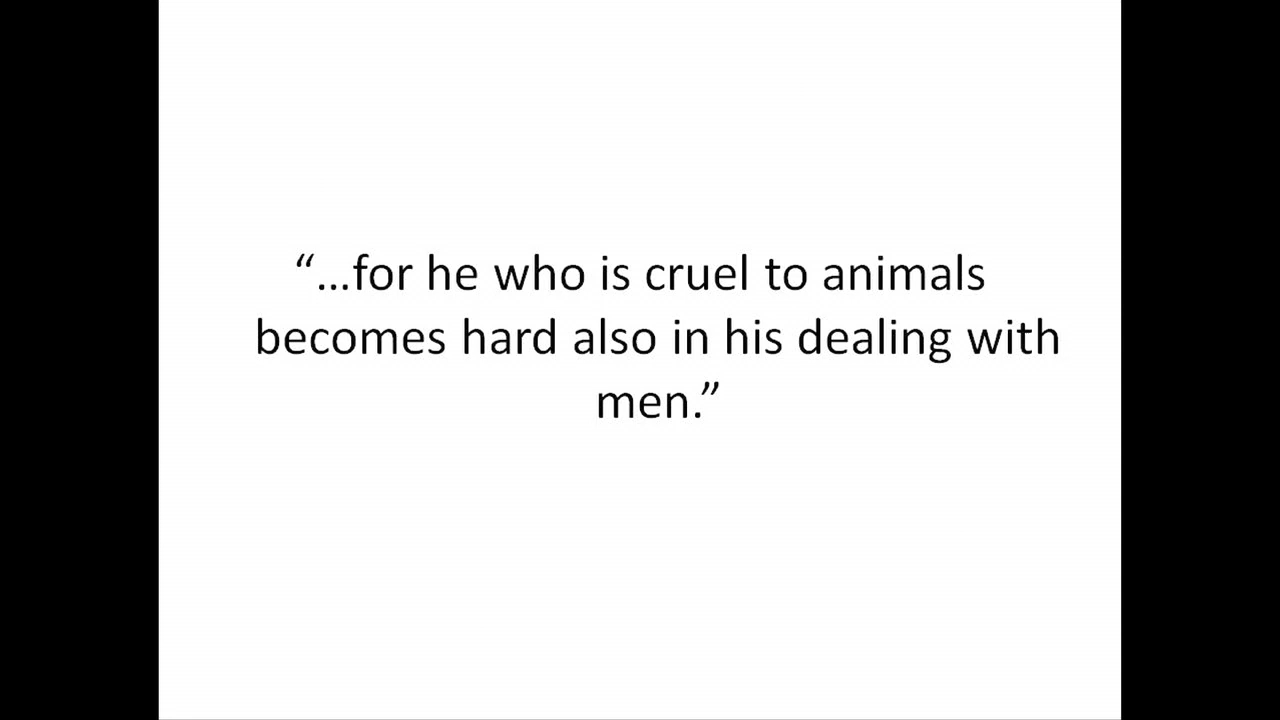 “...for he who is cruel to animals
becomes hard also in his dealing with
men.”